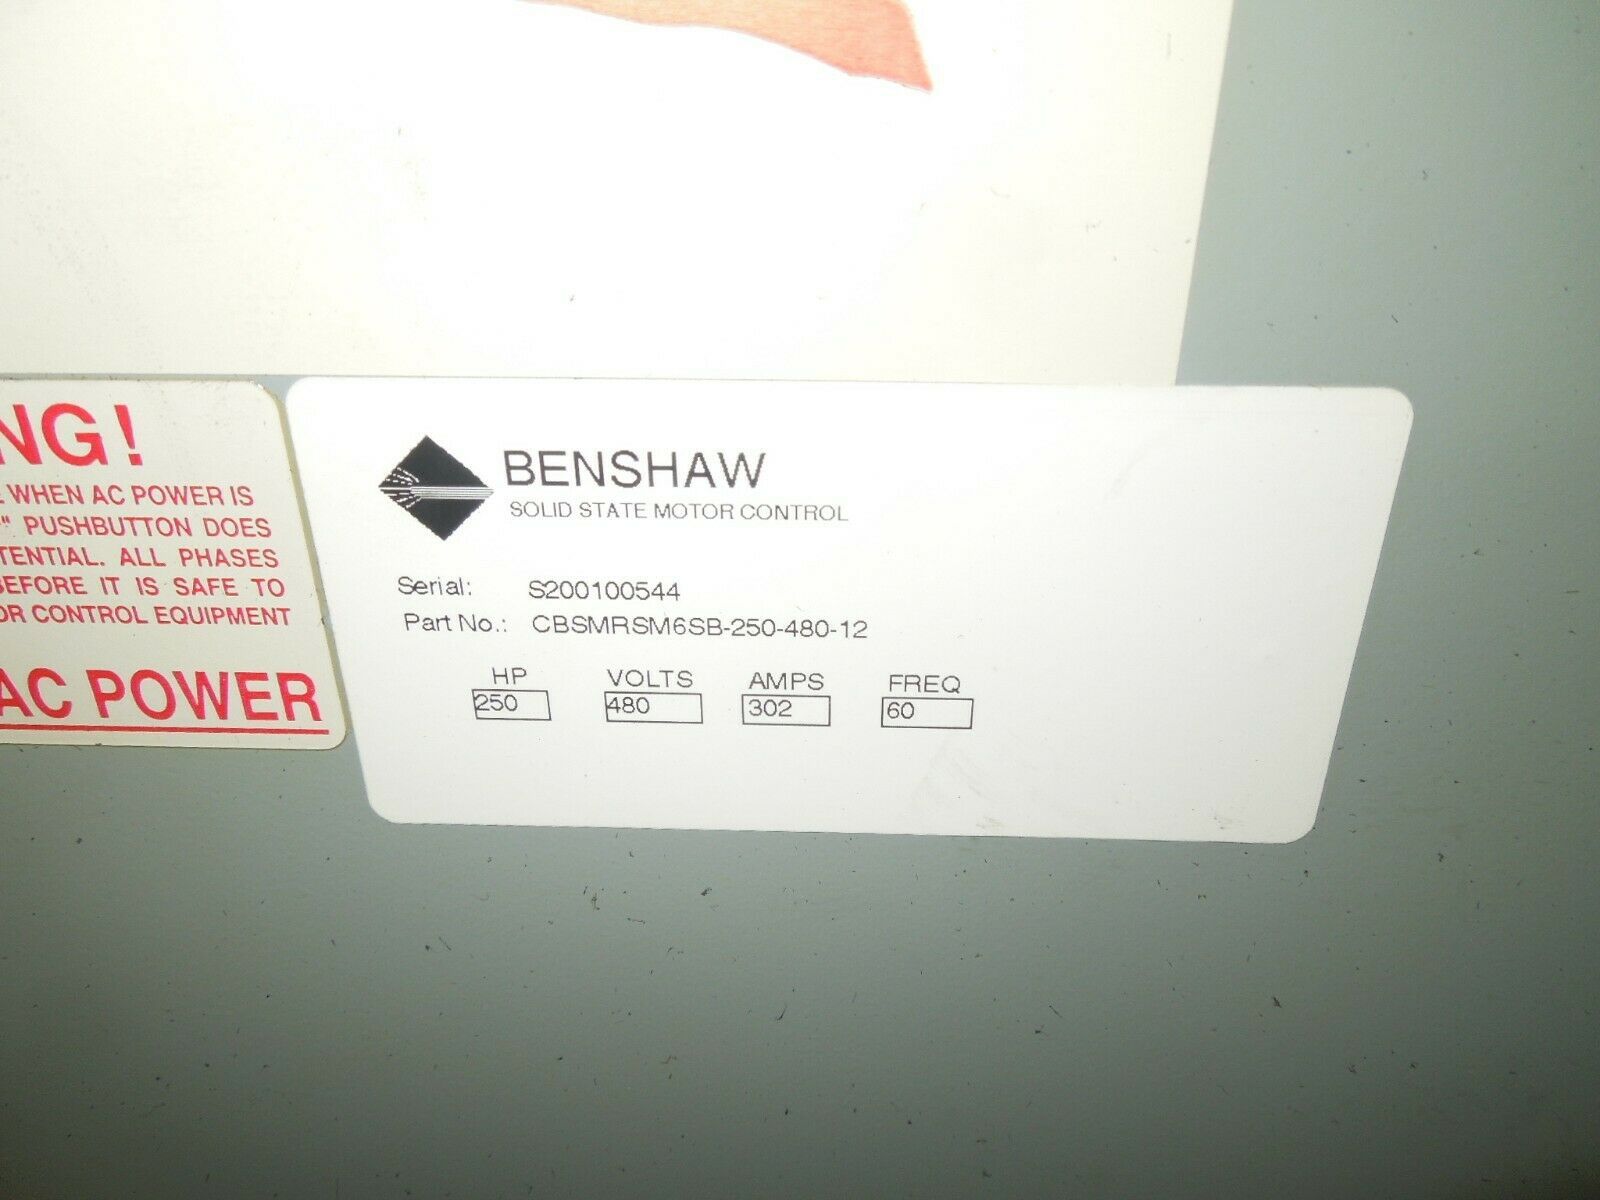 NG!
WHEN AC POWER IS
" PUSHBUTTON DOES
TENTIAL. ALL PHASES
BEFORE IT IS SAFE TO
OR CONTROL EQUIPMENT
AC POWER
BENSHAW
SOLID STATE MOTOR CONTROL
Serial: S200100544
Part No.: CBSMRSM6SB-250-480-12
HP VOLTS AMPS FREQ
250 480 302 60